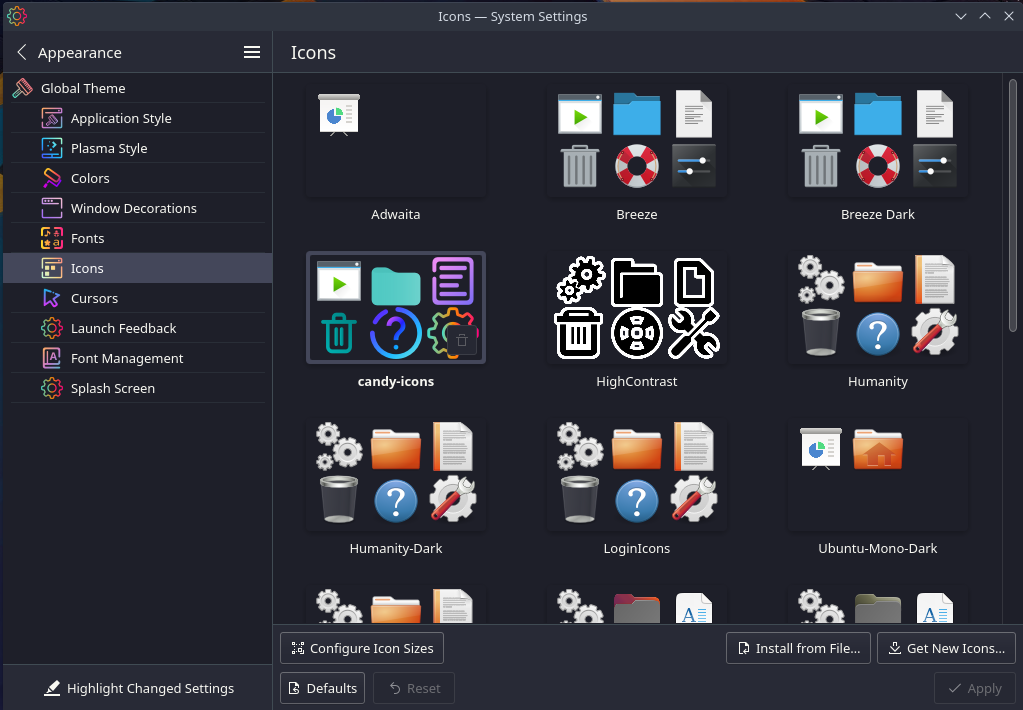 Icons — System Settings
Appearance
Icons
Global Theme
Application Style
Plasma Style
Colors
Window Decorations
Fonts
Icons
Cursors
Launch Feedback
Font Management
Splash Screen
Highlight Changed Settings
Adwaita
Breeze
Breeze Dark
candy-icons
HighContrast
Humanity
Humanity-Dark
LoginIcons
Ubuntu-Mono-Dark
Configure Icon Sizes
Install from File...
Get New Icons...
Defaults
Reset
Apply